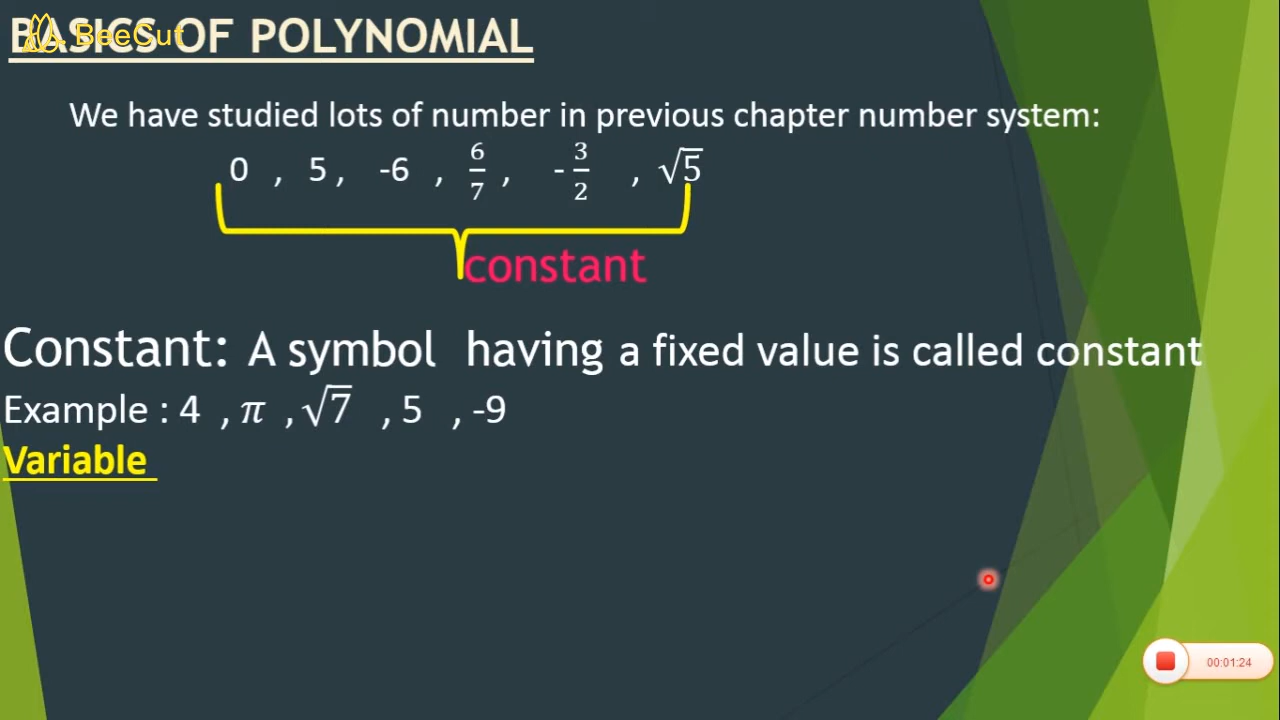 BASICS OF POLYNOMIAL
BeeCut
We have studied lots of number in previous chapter number system:
0 , 5 , -6 , 6/7 , -3/2 , √5
constant
Constant: A symbol having a fixed value is called constant
Example : 4 , π , √7 , 5 , -9
Variable
00:01:24